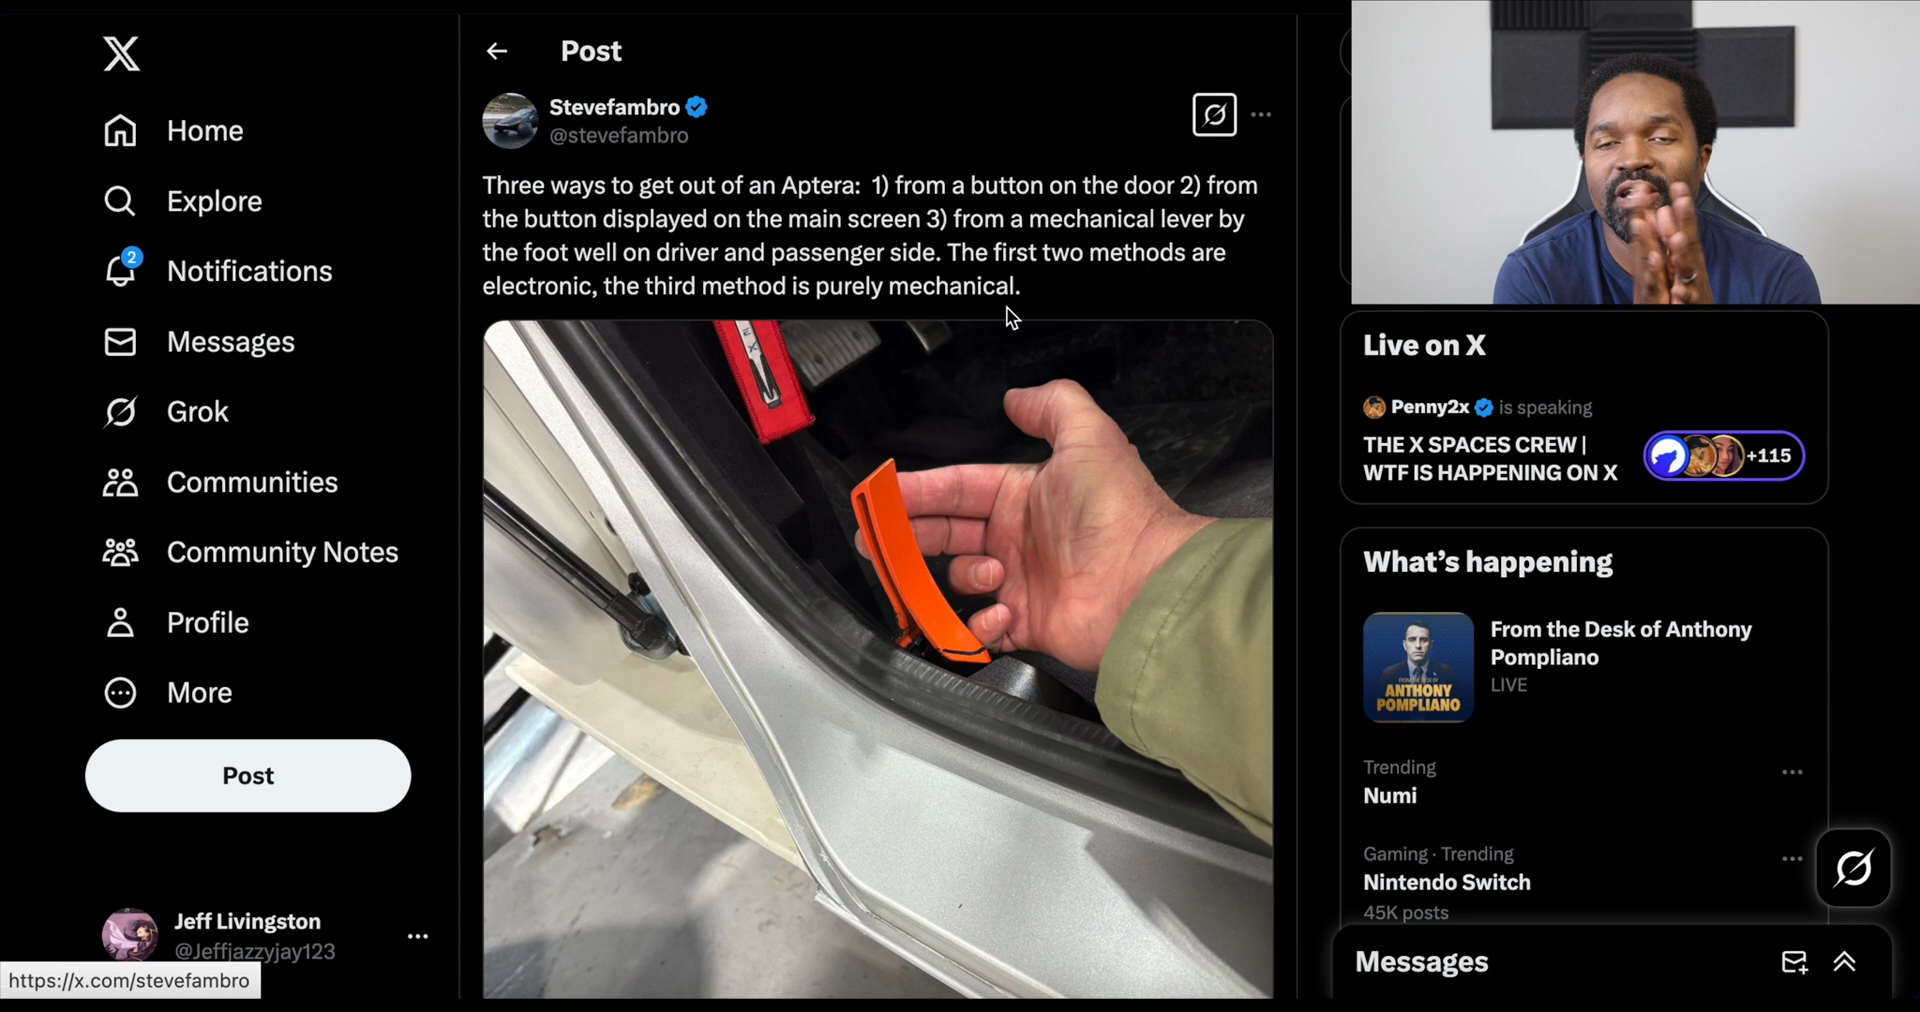 Home
Explore
2
Notifications
Messages
Grok
Communities
Community Notes
Profile
More
Post
Jeff Livingston
@Jeffjazzyjay123
https://x.com/stevefambro
Post
Stevefambro
@stevefambro
Three ways to get out of an Aptera: 1) from a button on the door 2) from
the button displayed on the main screen 3) from a mechanical lever by
the foot well on driver and passenger side. The first two methods are
electronic, the third method is purely mechanical.
Live on X
Penny2x is speaking
THE X SPACES CREW |
WTF IS HAPPENING ON X
+115
What's happening
ANTHONY
POMPLIANO
From the Desk of Anthony
Pompliano
LIVE
Trending
Numi
Gaming · Trending
Nintendo Switch
45K posts
Messages